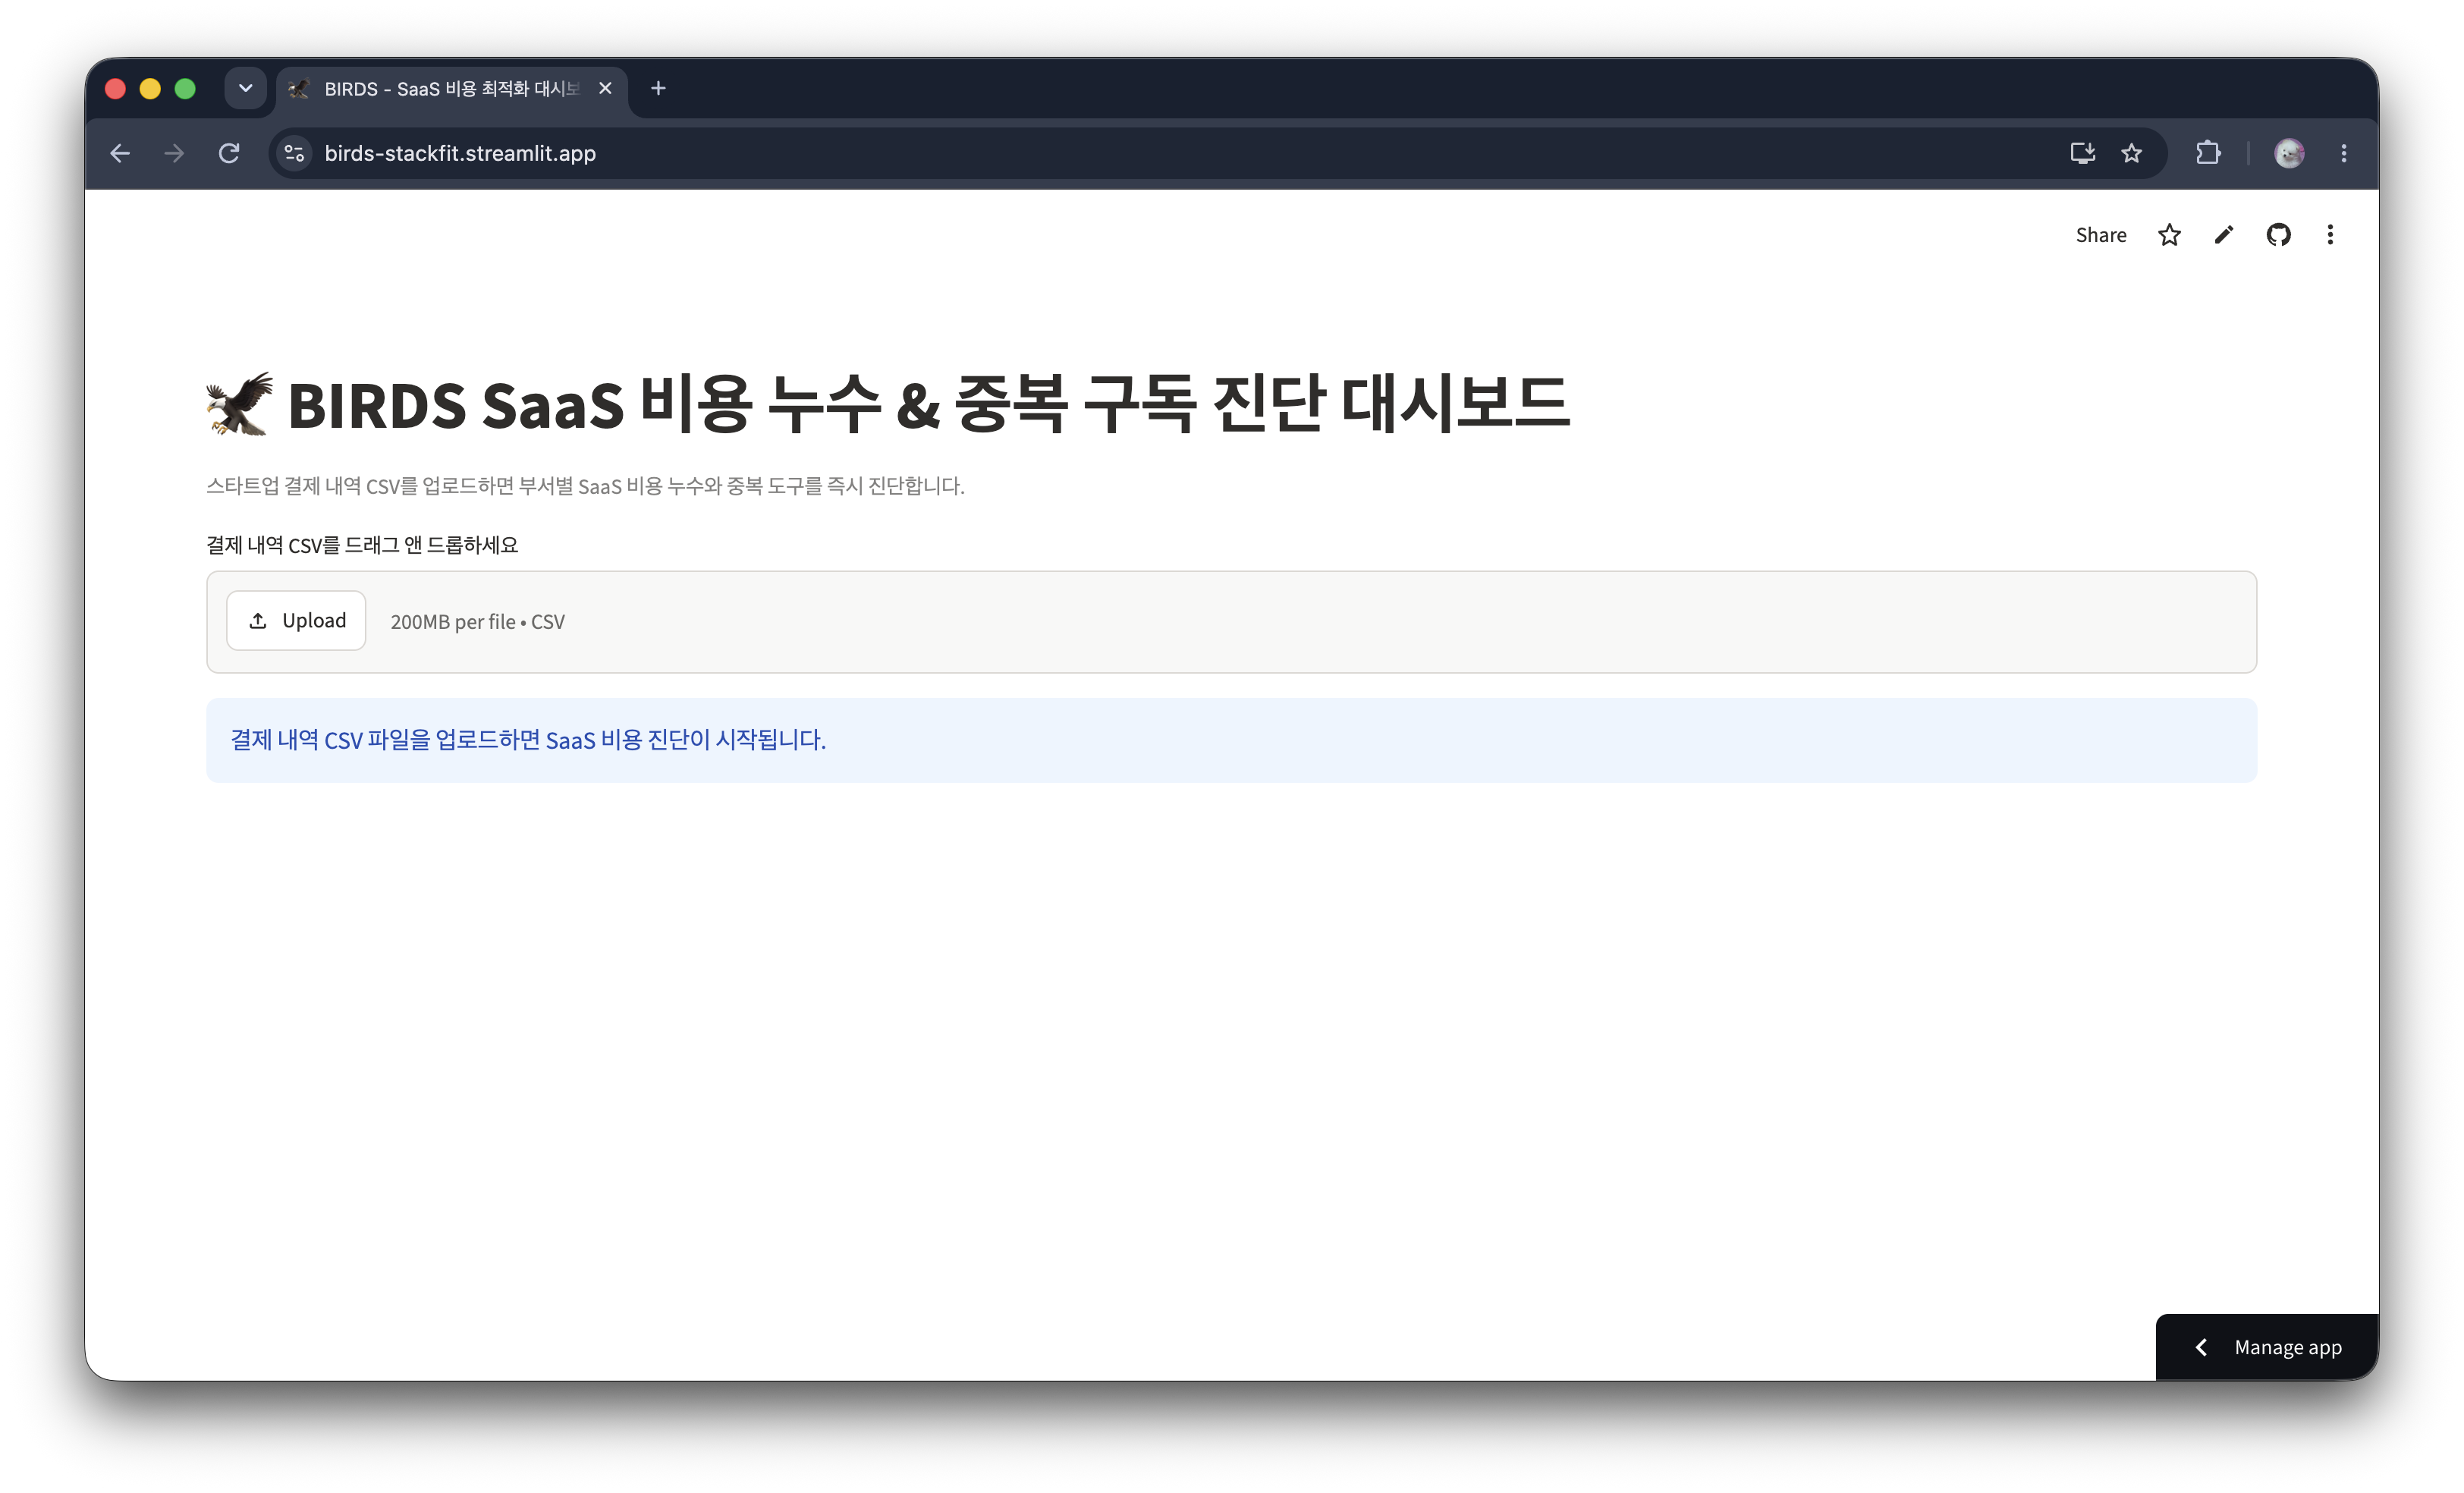 BIRDS - SaaS 비용 최적화 대시보
birds-stackfit.streamlit.app
Share
BIRDS SaaS 비용 누수 & 중복 구독 진단 대시보드
스타트업 결제 내역 CSV를 업로드하면 부서별 SaaS 비용 누수와 중복 도구를 즉시 진단합니다.
결제 내역 CSV를 드래그 앤 드롭하세요
Upload 200MB per file • CSV
결제 내역 CSV 파일을 업로드하면 SaaS 비용 진단이 시작됩니다.
Manage app